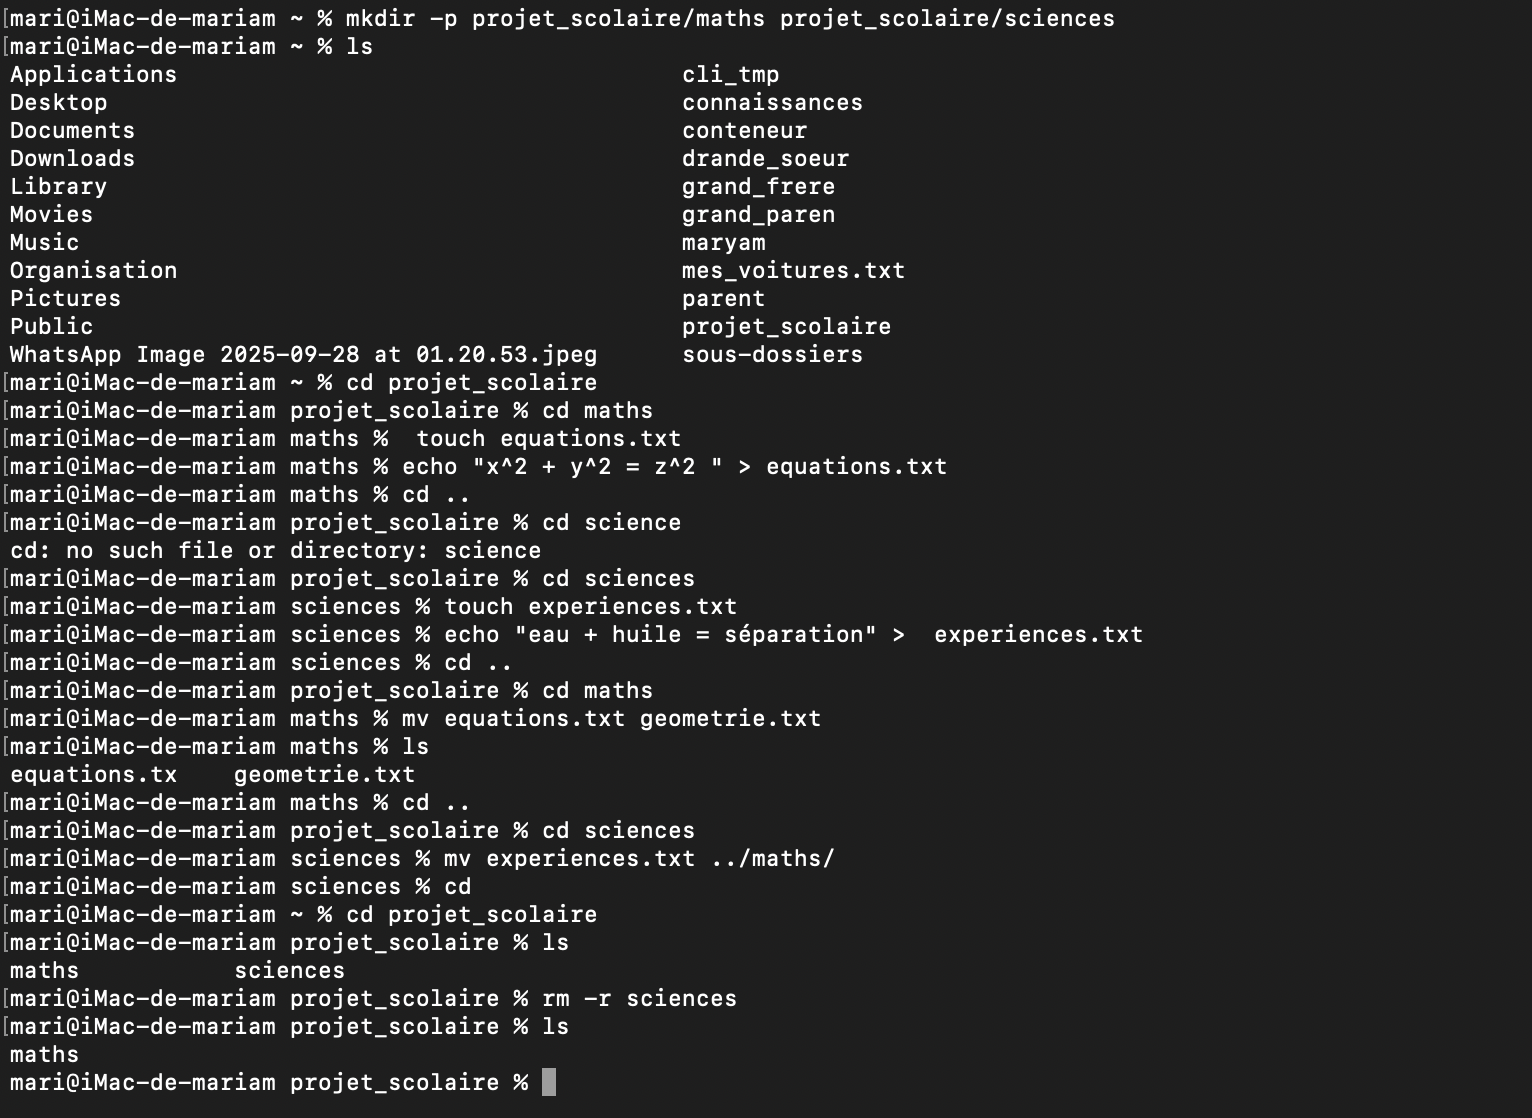 [mari@iMac-de-mariam ~ % mkdir -p projet_scolaire/maths projet_scolaire/sciences
[mari@iMac-de-mariam ~ % ls
Applications cli_tmp
Desktop connaissances
Documents conteneur
Downloads drande_soeur
Library grand_frere
Movies grand_paren
Music maryam
Organisation mes_voitures.txt
Pictures parent
Public projet_scolaire
WhatsApp Image 2025-09-28 at 01.20.53.jpeg sous-dossiers
[mari@iMac-de-mariam ~ % cd projet_scolaire
[mari@iMac-de-mariam projet_scolaire % cd maths
[mari@iMac-de-mariam maths %  touch equations.txt
[mari@iMac-de-mariam maths % echo "x^2 + y^2 = z^2 " > equations.txt
[mari@iMac-de-mariam maths % cd ..
[mari@iMac-de-mariam projet_scolaire % cd science
cd: no such file or directory: science
[mari@iMac-de-mariam projet_scolaire % cd sciences
[mari@iMac-de-mariam sciences % touch experiences.txt
[mari@iMac-de-mariam sciences % echo "eau + huile = séparation" >  experiences.txt
[mari@iMac-de-mariam sciences % cd ..
[mari@iMac-de-mariam projet_scolaire % cd maths
[mari@iMac-de-mariam maths % mv equations.txt geometrie.txt
[mari@iMac-de-mariam maths % ls
equations.tx geometrie.txt
[mari@iMac-de-mariam maths % cd ..
[mari@iMac-de-mariam projet_scolaire % cd sciences
[mari@iMac-de-mariam sciences % mv experiences.txt ../maths/
[mari@iMac-de-mariam sciences % cd
[mari@iMac-de-mariam ~ % cd projet_scolaire
[mari@iMac-de-mariam projet_scolaire % ls
maths sciences
[mari@iMac-de-mariam projet_scolaire % rm -r sciences
[mari@iMac-de-mariam projet_scolaire % ls
maths
mari@iMac-de-mariam projet_scolaire %